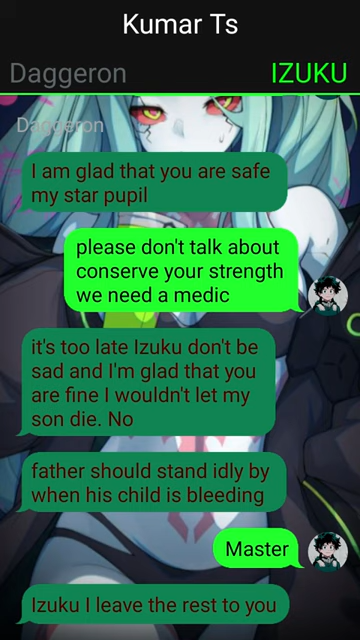 Kumar Ts
Daggeron
IZUKU
Daggeron
I am glad that you are safe
my star pupil
please don't talk about
conserve your strength
we need a medic
it's too late Izuku don't be
sad and I'm glad that you
are fine I wouldn't let my
son die. No
father should stand idly by
when his child is bleeding
Master
Izuku I leave the rest to you